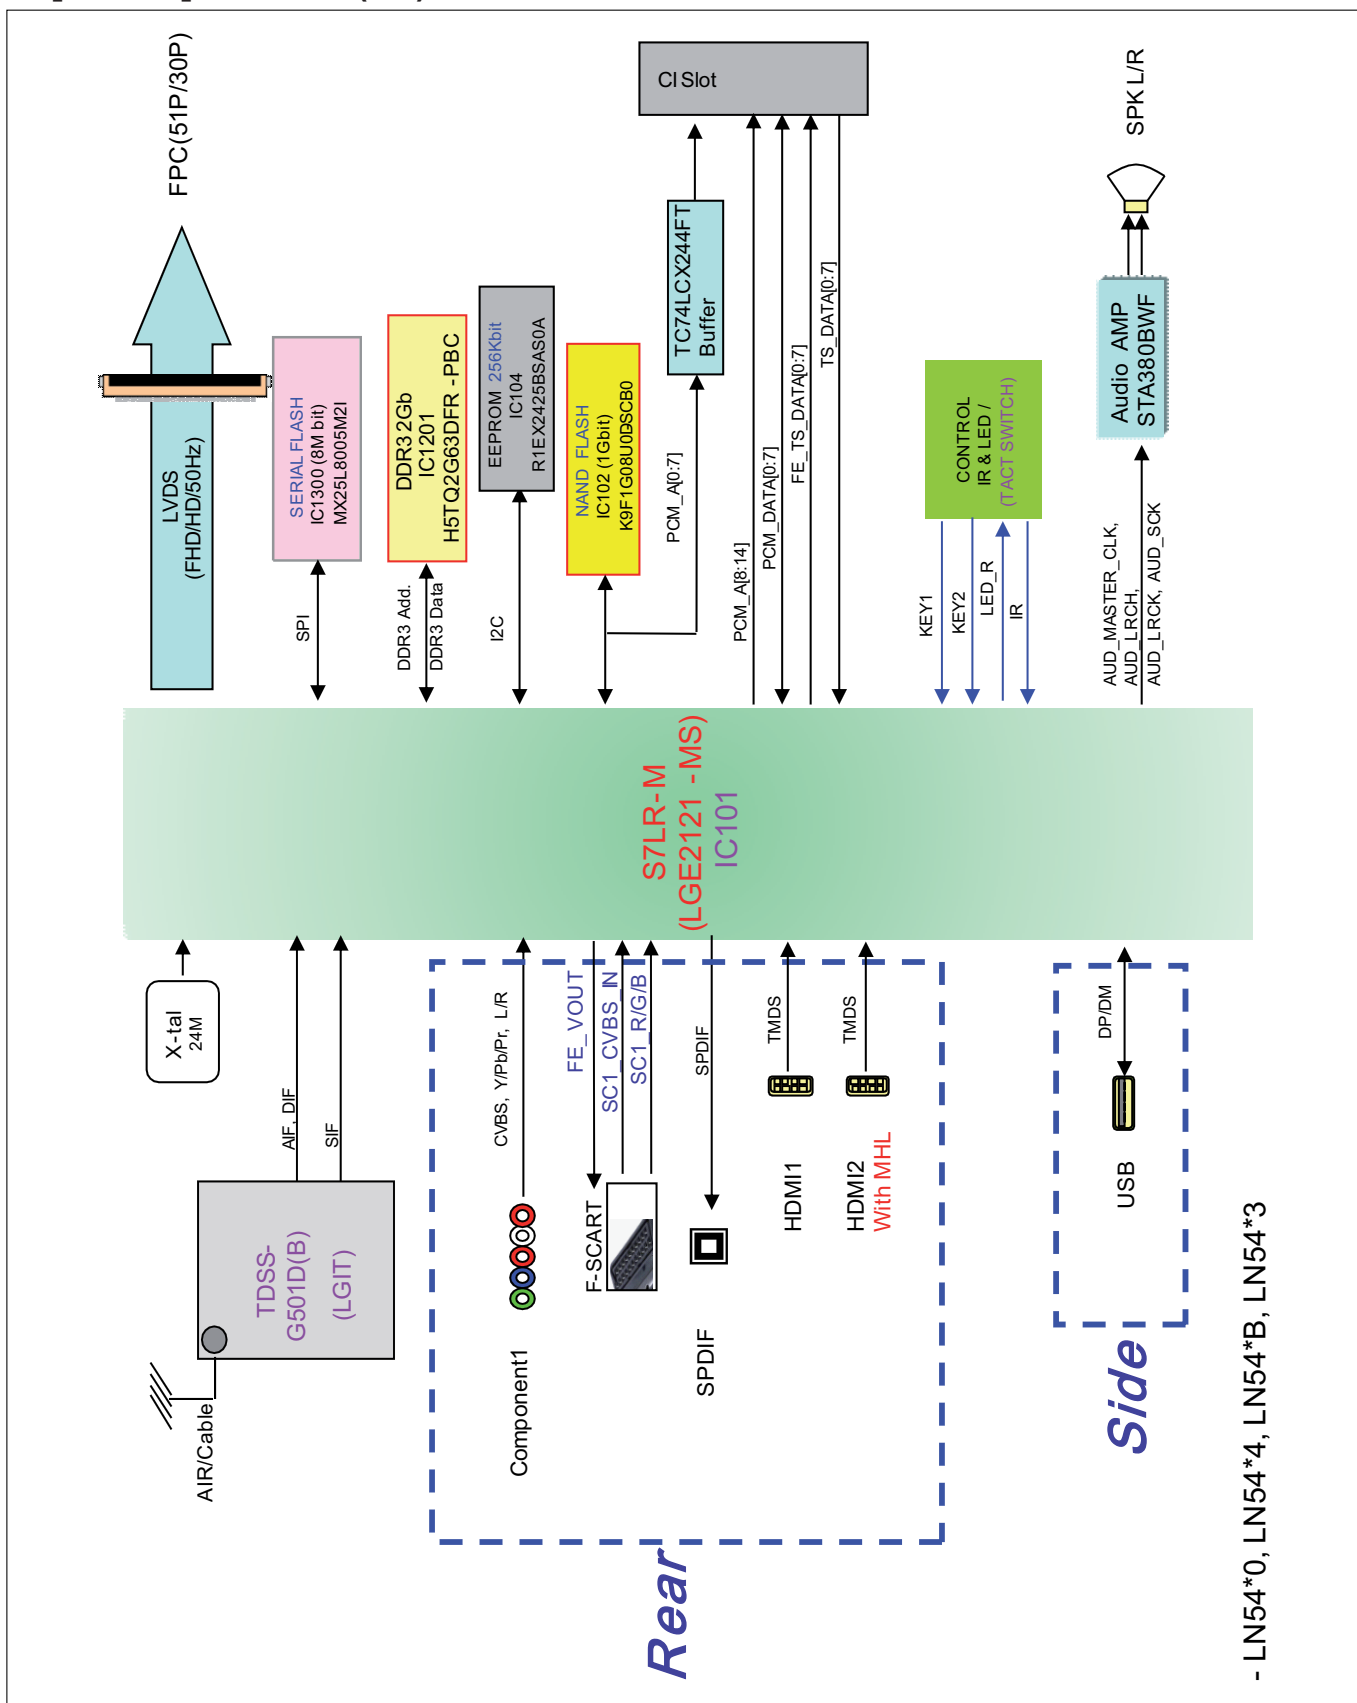 FPC(51P/30P)
LVDS
(FHD/HD/50Hz)
SERIAL FLASH
IC1300 (8M bit)
MX25L8005M2I
SPI
DDR3 2Gb
IC1201
H5TQ2G63DFR -PBC
DDR3 Add.
DDR3 Data
EEPROM 256Kbit
IC104
R1EX2425BSAS0A
I2C
NAND FLASH
IC102 (1Gbit)
K9F1G08U0DSCB0
PCM_A[0:7]
TC74LCX244FT
Buffer
CI Slot
PCM_A[8:14]
PCM_DATA[0:7]
FE_TS_DATA[0:7]
TS_DATA[0:7]
CONTROL
IR & LED /
(TACT SWITCH)
KEY1
KEY2
LED_R
IR
SPK L/R
Audio AMP
STA380BWF
AUD_MASTER_CLK,
AUD_LRCH,
AUD_LRCK, AUD_SCK
S7LR-M
(LGE2121 -MS)
IC101
X-tal
24M
AIF, DIF
SIF
TDSS-
G501D(B)
(LGIT)
AIR/Cable
CVBS, Y/Pb/Pr, L/R
Component1
FE_VOUT
SC1_CVBS_IN
SC1_R/G/B
F-SCART
SPDIF
SPDIF
TMDS
HDMI1
TMDS
HDMI2
With MHL
Rear
DP/DM
USB
Side
- LN54*0, LN54*4, LN54*B, LN54*3